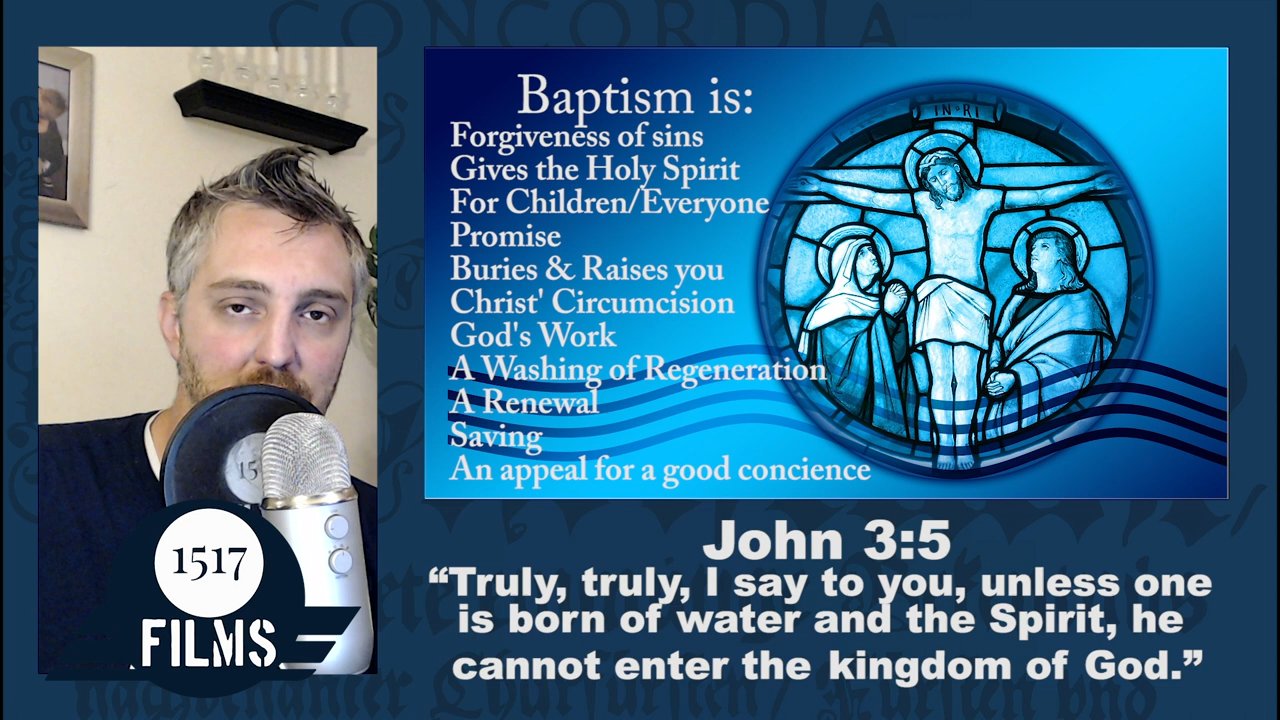 CONCORDIA
Baptism is:
Forgiveness of sins
Gives the Holy Spirit
For Children/Everyone
Promise
Buries & Raises you
Christ' Circumcision
God's Work
A Washing of Regeneration
A Renewal
Saving
An appeal for a good concience
IN RI
15
1517
FILMS
John 3:5
“Truly, truly, I say to you, unless one
is born of water and the Spirit, he
cannot enter the kingdom of God.”